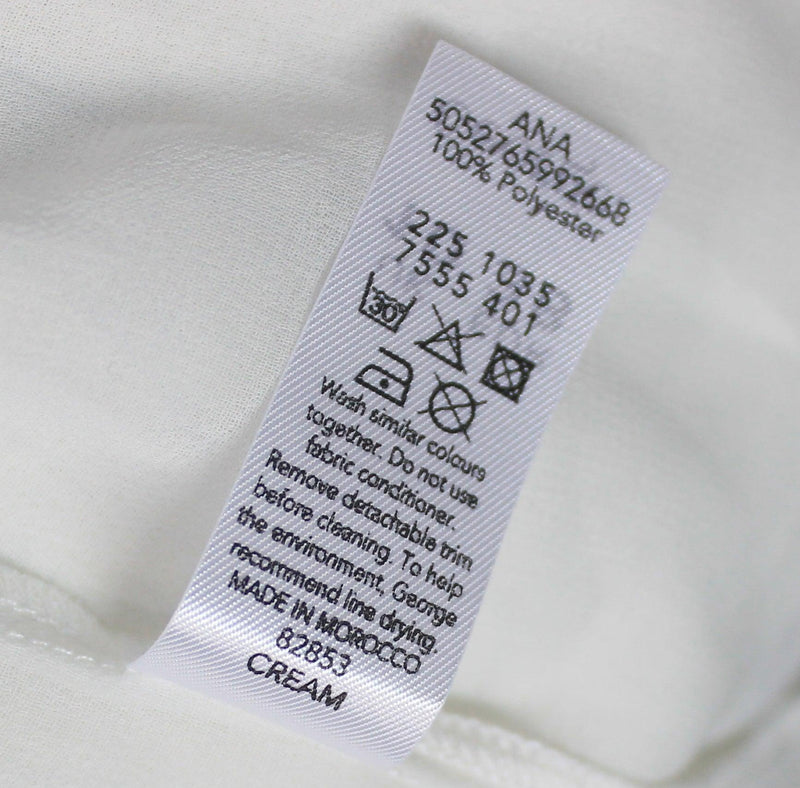 ANA
5052765992668
100% Polyester
225 1035
7555 401
30°
Wash similar colours
together. Do not use
fabric conditioner.
Remove detachable trim
before cleaning. To help
the environment, George
recommend line drying.
MADE IN MOROCCO
82853
CREAM